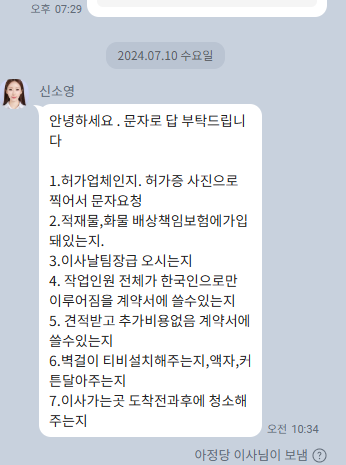 오후 07:29
2024.07.10 수요일
신소영
안녕하세요 . 문자로 답 부탁드립니
다
1.허가업체인지. 허가증 사진으로
찍어서 문자요청
2.적재물,화물 배상책임보험에가입
돼있는지.
3.이사날팀장급 오시는지
4. 작업인원 전체가 한국인으로만
이루어짐을 계약서에 쓸수있는지
5. 견적받고 추가비용없음 계약서에
쓸수있는지
6.벽걸이 티비설치해주는지,액자,커
튼달아주는지
7.이사가는곳 도착전과후에 청소해
주는지
오전 10:34
아정당 이사님이 보냄 ?